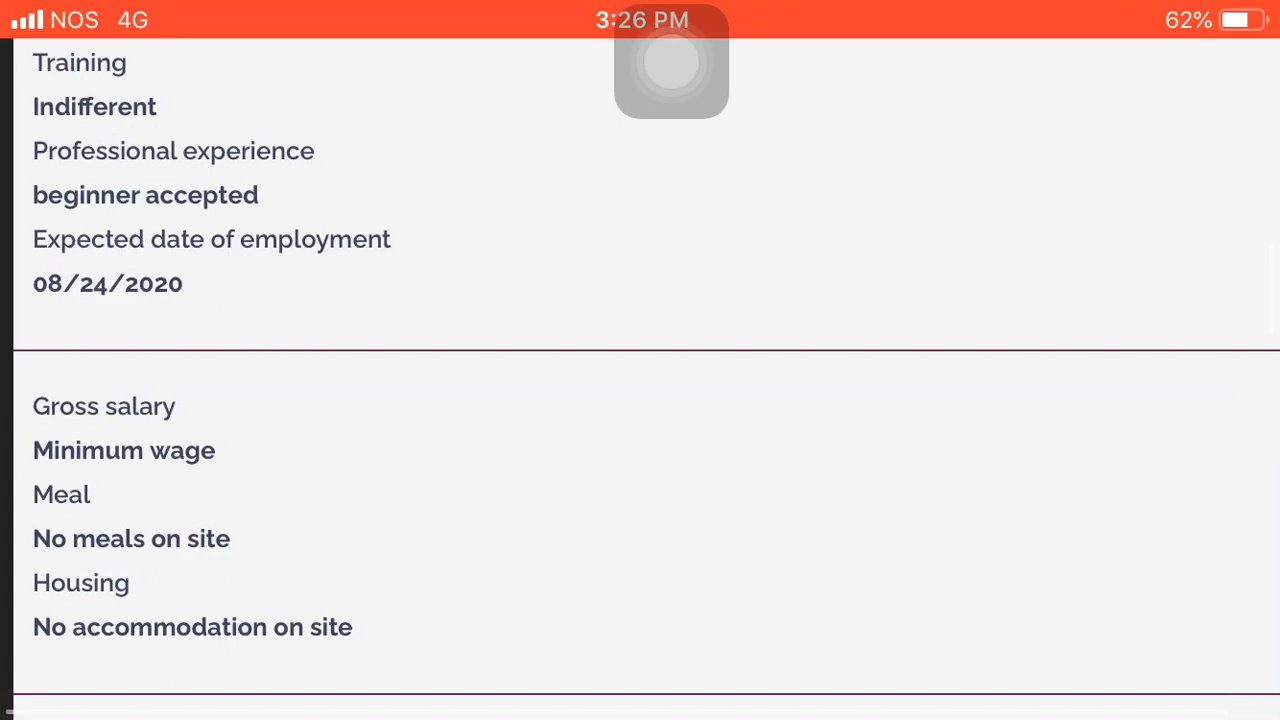 NOS 4G 3:26 PM 62%
Training
Indifferent
Professional experience
beginner accepted
Expected date of employment
08/24/2020
Gross salary
Minimum wage
Meal
No meals on site
Housing
No accommodation on site